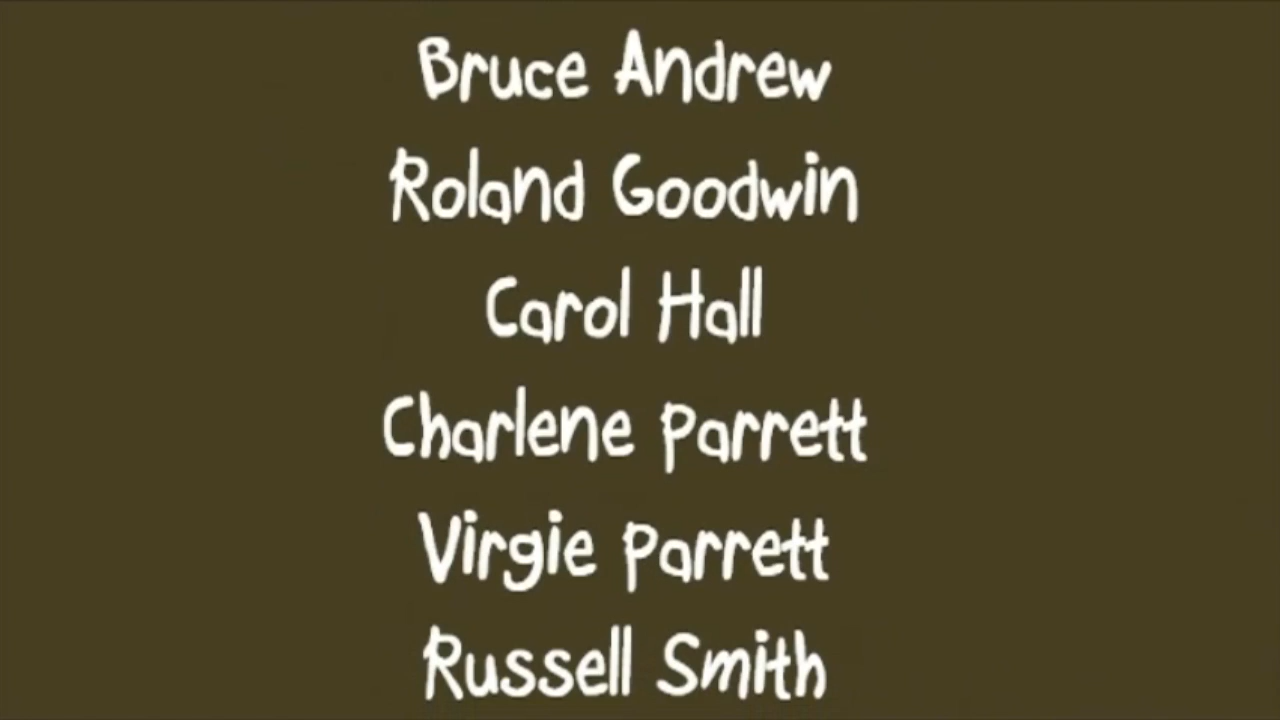 Bruce Andrew
Roland Goodwin
Carol Hall
Charlene Parrett
Virgie Parrett
Russell Smith